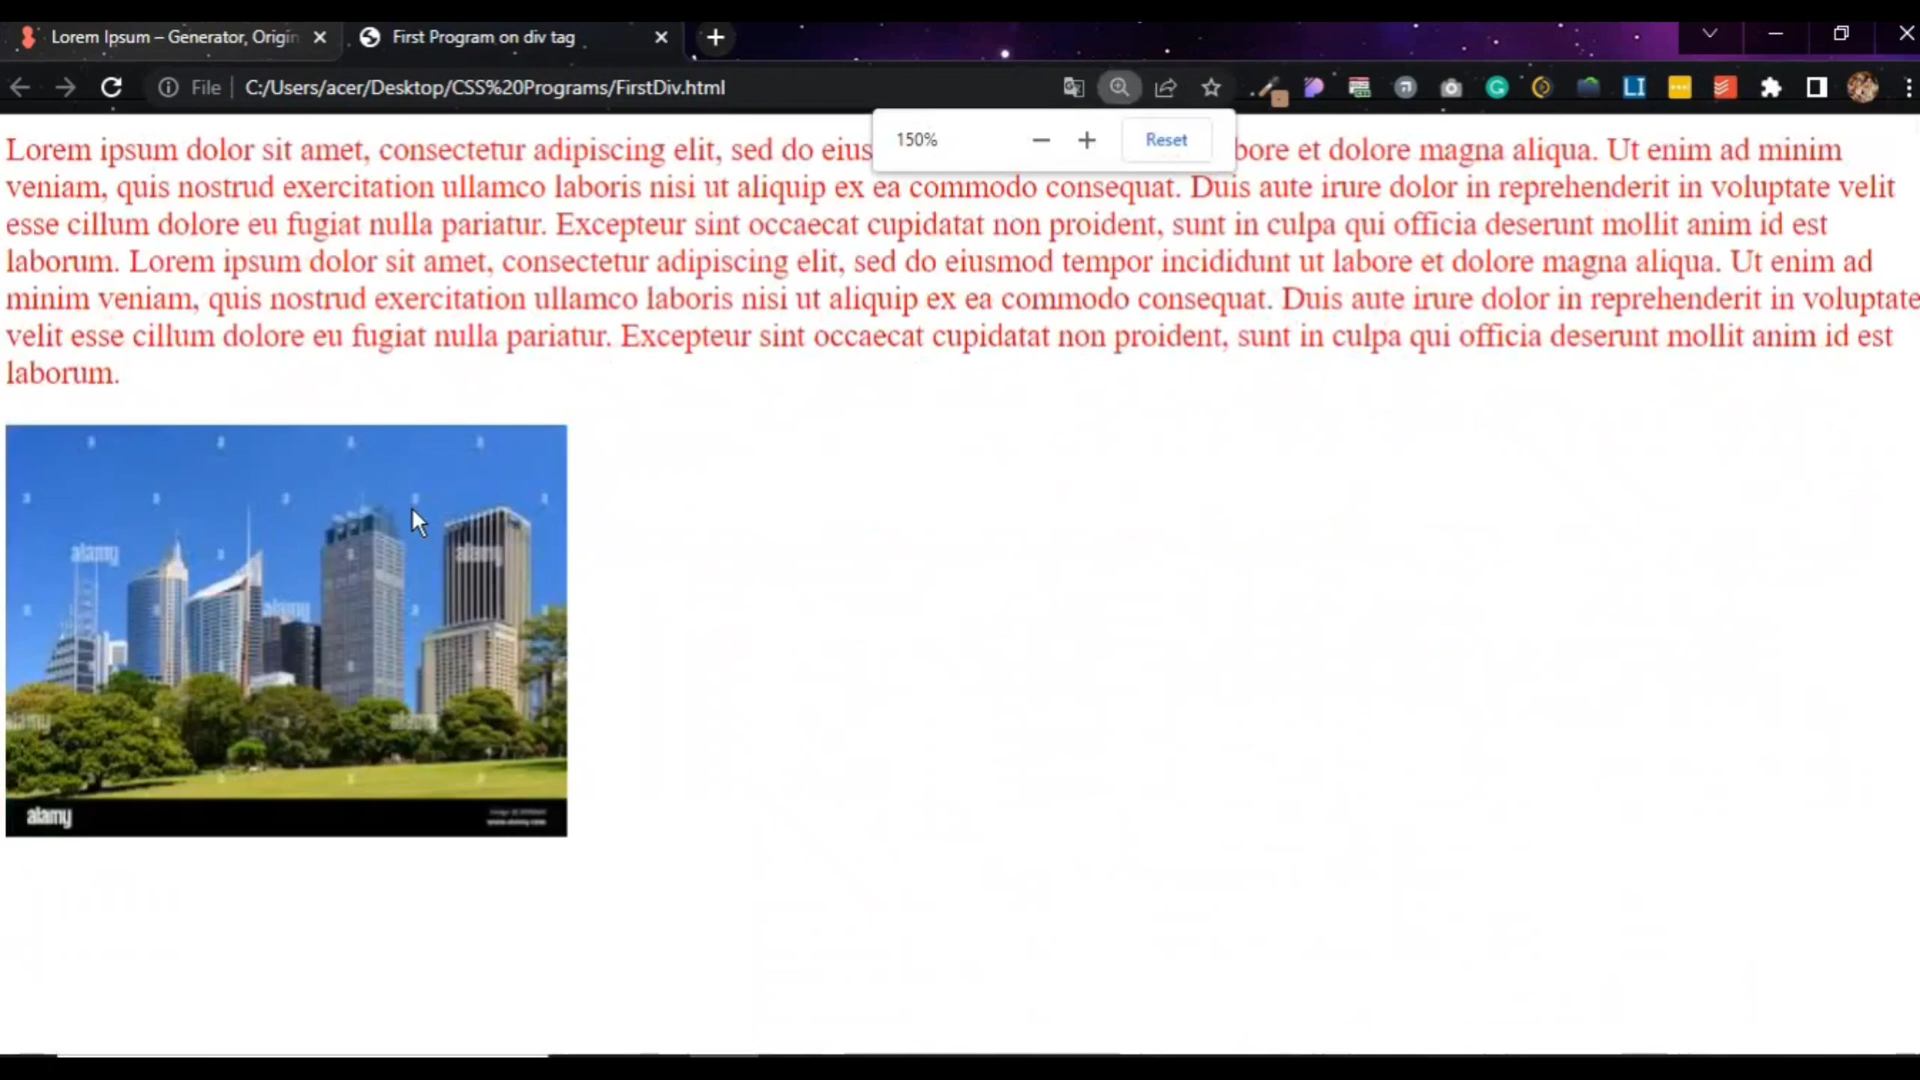 Lorem Ipsum – Generator, Origin
First Program on div tag
File
C:/Users/acer/Desktop/CSS%20Programs/FirstDiv.html
150%
Reset
Lorem ipsum dolor sit amet, consectetur adipiscing elit, sed do eius bore et dolore magna aliqua. Ut enim ad minim
veniam, quis nostrud exercitation ullamco laboris nisi ut aliquip ex ea commodo consequat. Duis aute irure dolor in reprehenderit in voluptate velit
esse cillum dolore eu fugiat nulla pariatur. Excepteur sint occaecat cupidatat non proident, sunt in culpa qui officia deserunt mollit anim id est
laborum. Lorem ipsum dolor sit amet, consectetur adipiscing elit, sed do eiusmod tempor incididunt ut labore et dolore magna aliqua. Ut enim ad
minim veniam, quis nostrud exercitation ullamco laboris nisi ut aliquip ex ea commodo consequat. Duis aute irure dolor in reprehenderit in voluptate
velit esse cillum dolore eu fugiat nulla pariatur. Excepteur sint occaecat cupidatat non proident, sunt in culpa qui officia deserunt mollit anim id est
laborum.
alamy
alamy
alamy
alamy
alamy
alamy